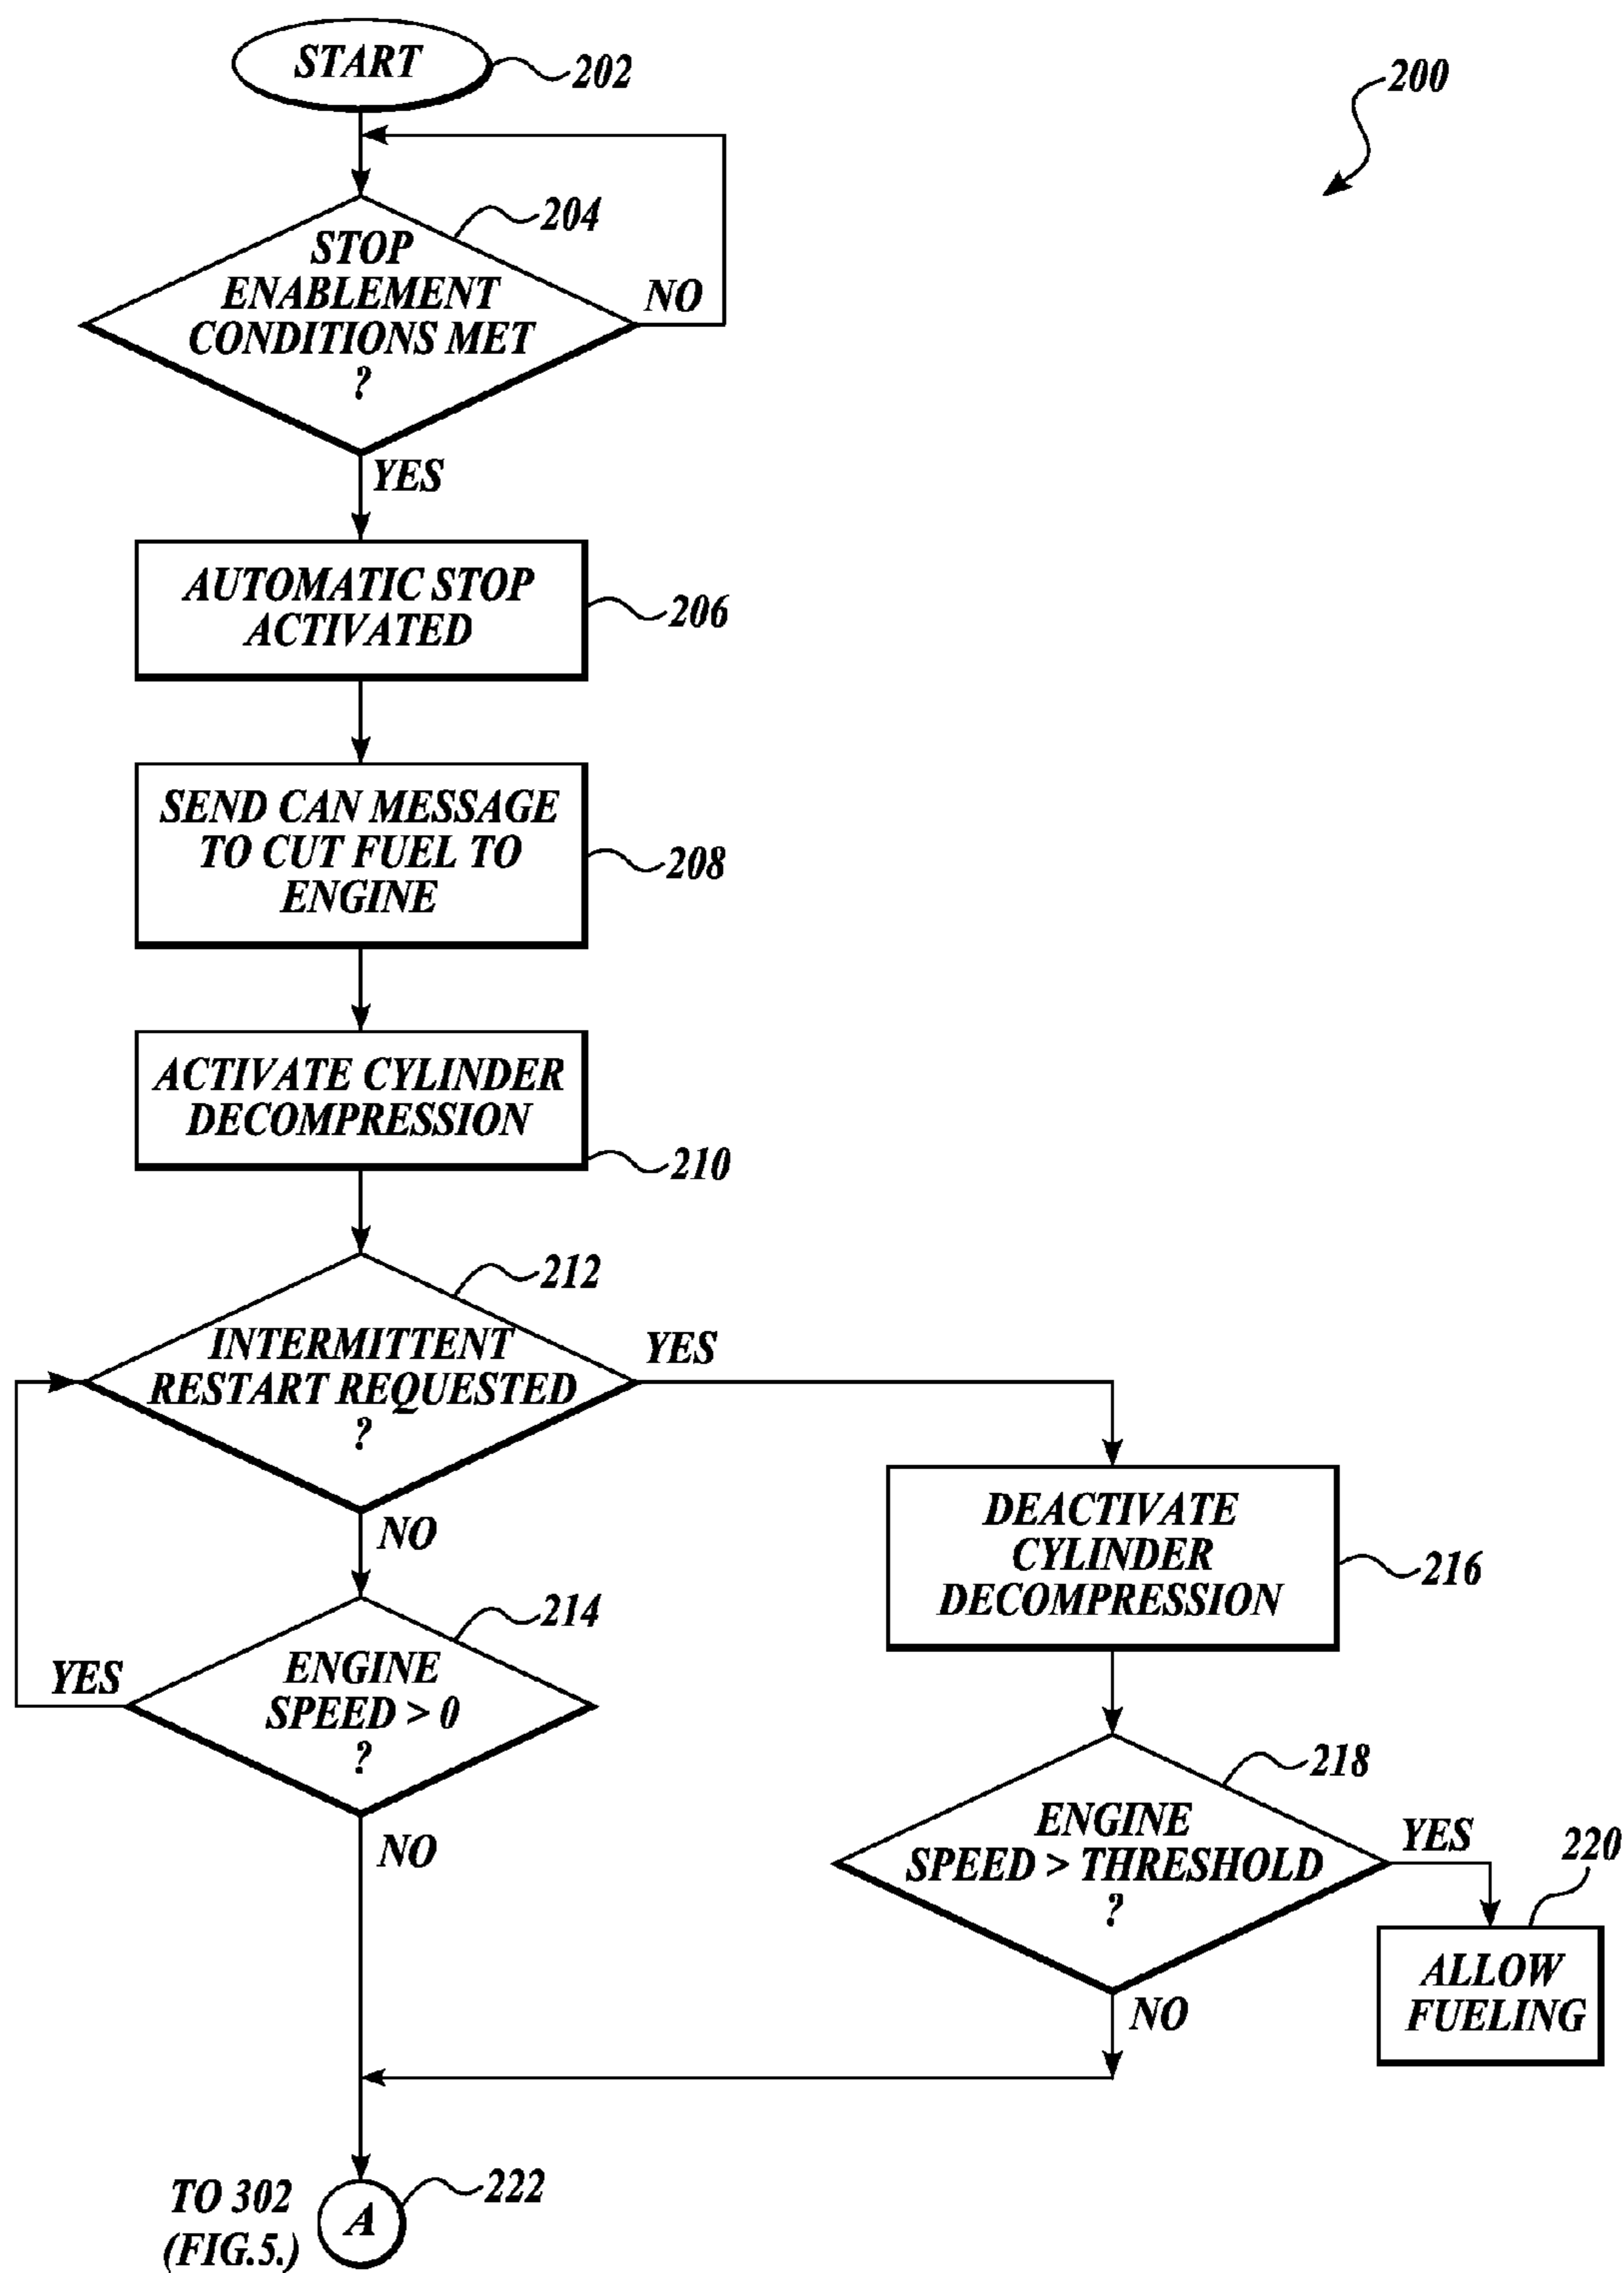 START
202
200
204
STOP
ENABLEMENT
CONDITIONS MET
?
NO
YES
AUTOMATIC STOP
ACTIVATED
206
SEND CAN MESSAGE
TO CUT FUEL TO
ENGINE
208
ACTIVATE CYLINDER
DECOMPRESSION
210
212
INTERMITTENT
RESTART REQUESTED
?
YES
NO
DEACTIVATE
CYLINDER
DECOMPRESSION
216
214
ENGINE
SPEED > 0
?
YES
NO
218
ENGINE
SPEED > THRESHOLD
?
YES
220
NO
ALLOW
FUELING
TO 302
(FIG.5.)
A
222